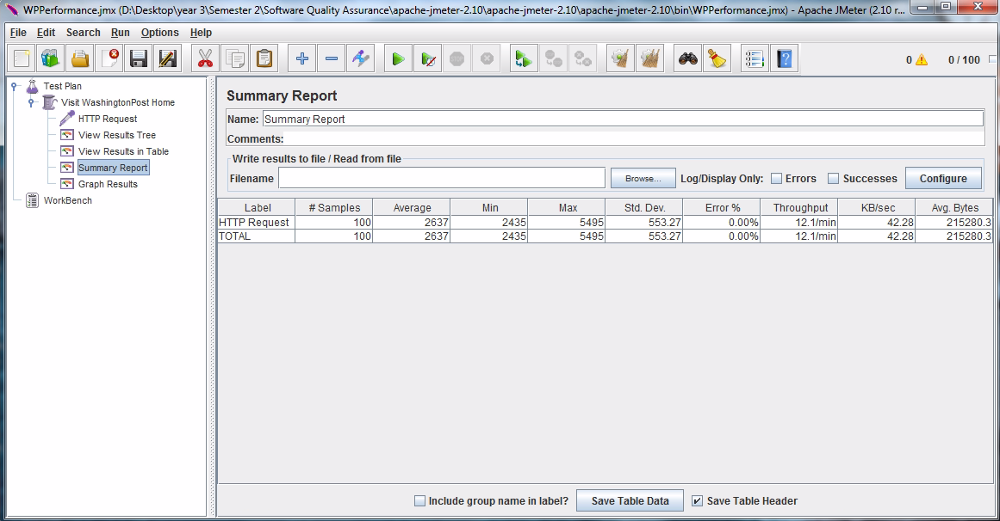 WPPerformance.jmx (D:\Desktop\year 3\Semester 2\Software Quality Assurance\apache-jmeter-2.10\apache-jmeter-2.10\apache-jmeter-2.10\bin\WPPerformance.jmx) - Apache JMeter (2.10 r...
File Edit Search Run Options Help
0 0 / 100
Test Plan
Visit WashingtonPost Home
HTTP Request
View Results Tree
View Results in Table
Summary Report
Graph Results
WorkBench
Summary Report
Name: Summary Report
Comments:
Write results to file / Read from file
Filename Browse... Log/Display Only: Errors Successes Configure
Label # Samples Average Min Max Std. Dev. Error % Throughput KB/sec Avg. Bytes
HTTP Request 100 2637 2435 5495 553.27 0.00% 12.1/min 42.28 215280.3
TOTAL 100 2637 2435 5495 553.27 0.00% 12.1/min 42.28 215280.3
Include group name in label? Save Table Data Save Table Header